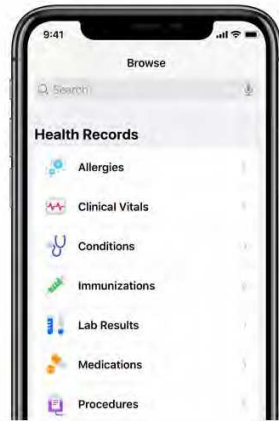 9:41
Browse
Search
Health Records
Allergies
Clinical Vitals
Conditions
Immunizations
Lab Results
Medications
Procedures